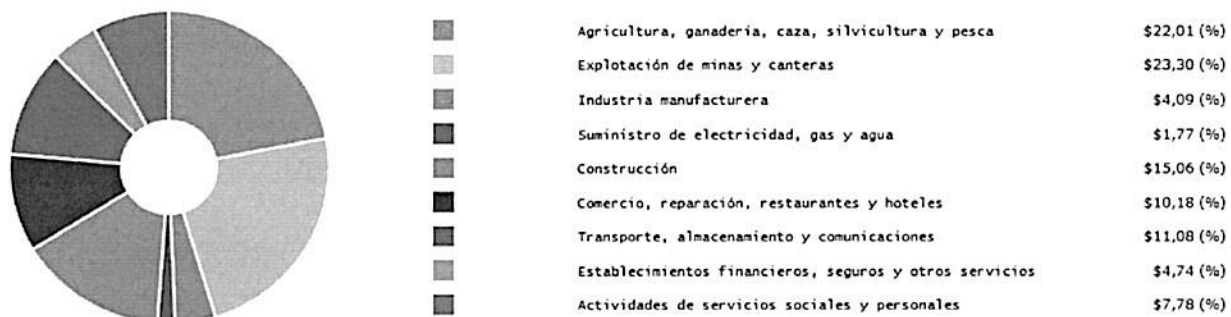 Agricultura, ganadería, caza, silvicultura y pesca $22,01 (%)
Explotación de minas y canteras $23,30 (%)
Industria manufacturera $4,09 (%)
Suministro de electricidad, gas y agua $1,77 (%)
Construcción $15,06 (%)
Comercio, reparación, restaurantes y hoteles $10,18 (%)
Transporte, almacenamiento y comunicaciones $11,08 (%)
Establecimientos financieros, seguros y otros servicios $4,74 (%)
Actividades de servicios sociales y personales $7,78 (%)